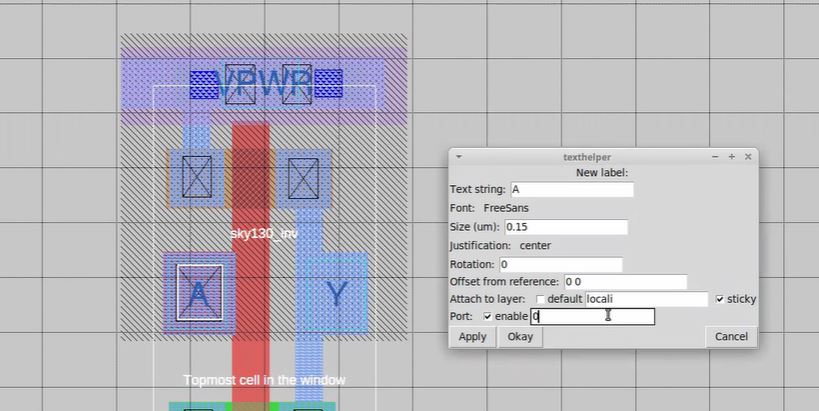 VPWR
sky130_inv
A
Y
Topmost cell in the window
texthelper
New label:
Text string: A
Font: FreeSans
Size (um): 0.15
Justification: center
Rotation: 0
Offset from reference: 0 0
Attach to layer: default locali sticky
Port: enable 0
Apply Okay Cancel